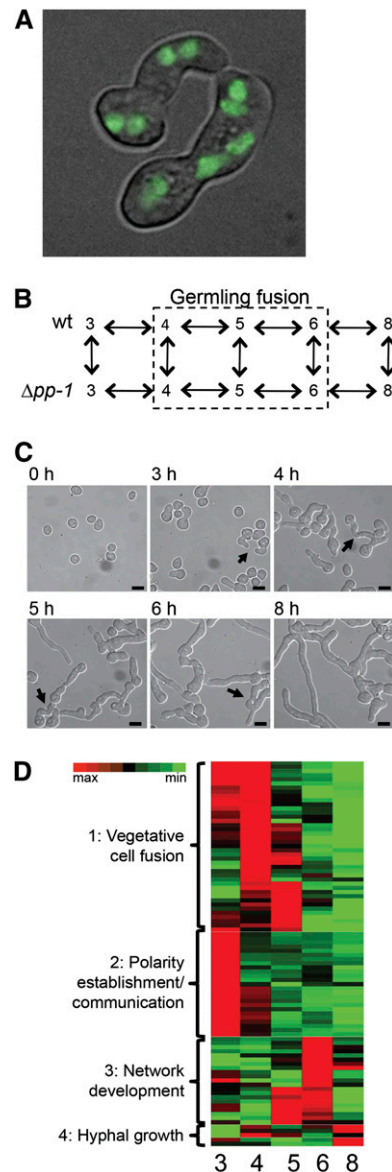 A
B
Germling fusion
wt 3 4 5 6 8
Δpp-1 3 4 5 6 8
C
0 h 3 h 4 h
5 h 6 h 8 h
D
max min
1: Vegetative
cell fusion
2: Polarity
establishment/
communication
3: Network
development
4: Hyphal growth
3 4 5 6 8